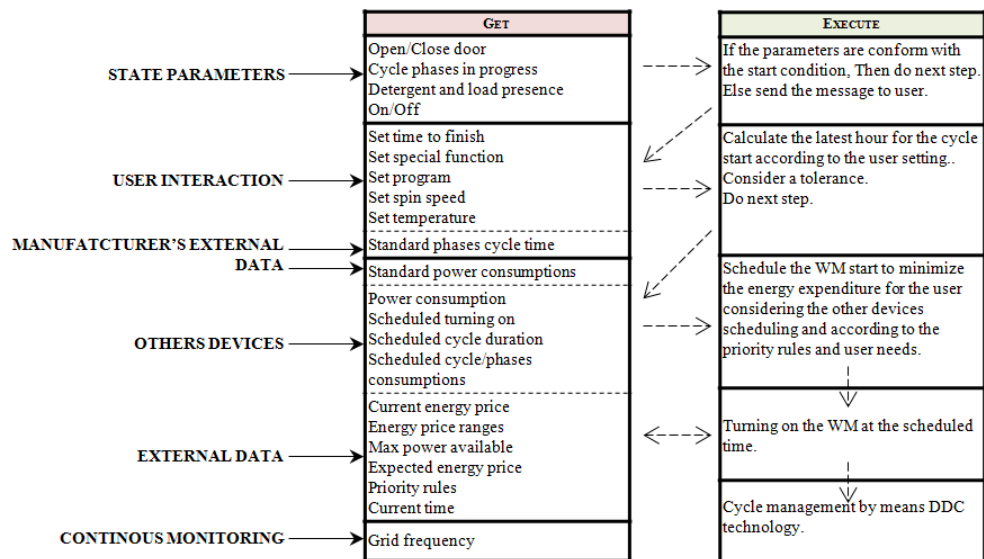 GET
EXECUTE
STATE PARAMETERS
Open/Close door
Cycle phases in progress
Detergent and load presence
On/Off
If the parameters are conform with
the start condition, Then do next step.
Else send the message to user.
USER INTERACTION
Set time to finish
Set special function
Set program
Set spin speed
Set temperature
Calculate the latest hour for the cycle
start according to the user setting..
Consider a tolerance.
Do next step.
MANUFATCTURER'S EXTERNAL
DATA
Standard phases cycle time
Standard power consumptions
OTHERS DEVICES
Power consumption
Scheduled turning on
Scheduled cycle duration
Scheduled cycle/phases
consumptions
Schedule the WM start to minimize
the energy expenditure for the user
considering the other devices
scheduling and according to the
priority rules and user needs.
EXTERNAL DATA
Current energy price
Energy price ranges
Max power available
Expected energy price
Priority rules
Current time
Turning on the WM at the scheduled
time.
CONTINOUS MONITORING
Grid frequency
Cycle management by means DDC
technology.